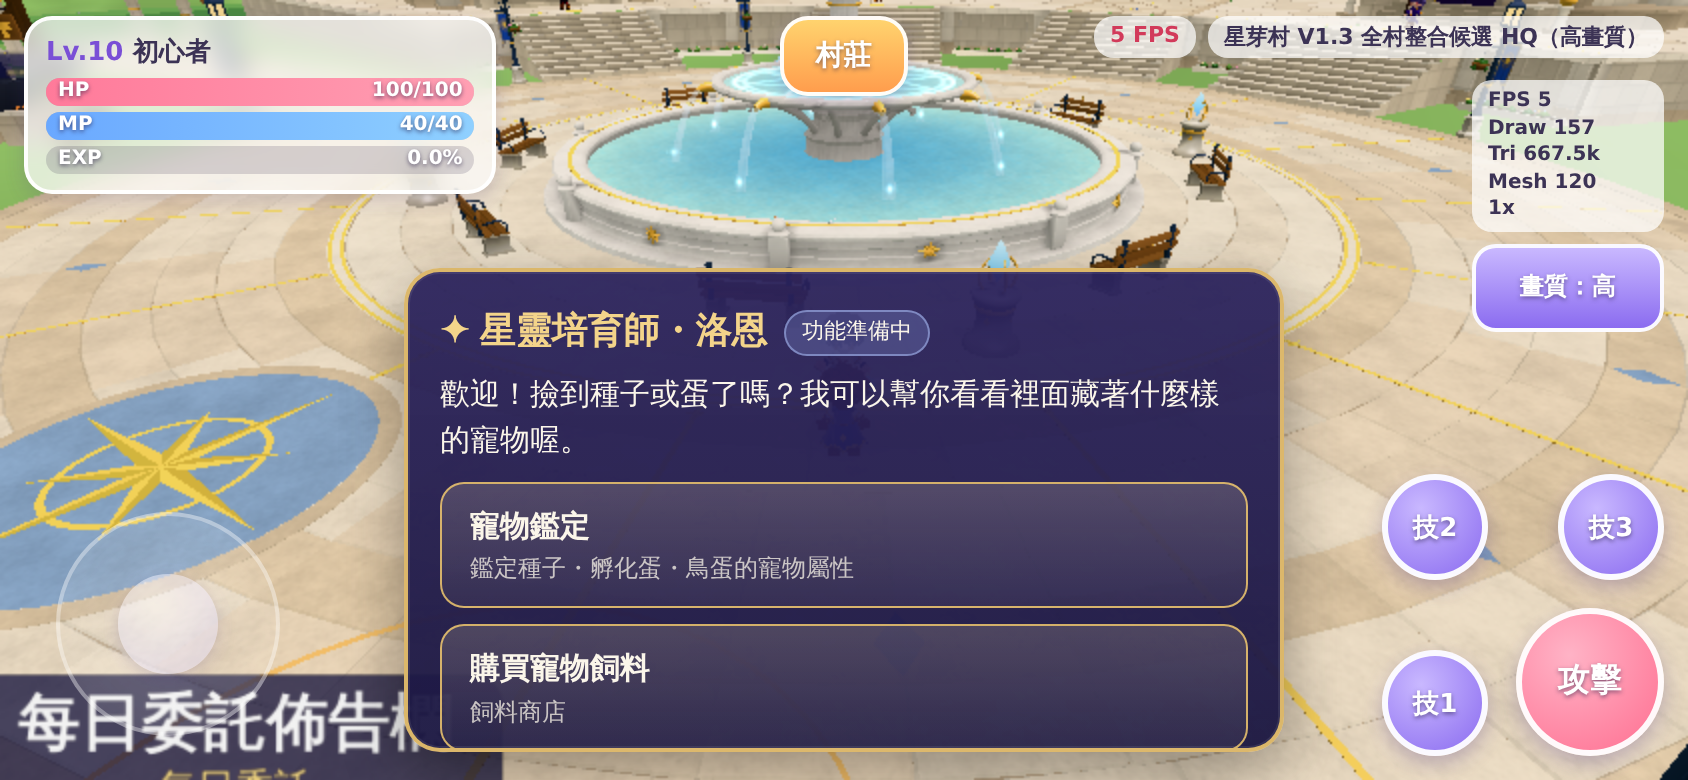 Lv.10 初心者
HP 100/100
MP 40/40
EXP 0.0%
村莊
5 FPS
星芽村 V1.3 全村整合候選 HQ（高畫質）
FPS 5
Draw 157
Tri 667.5k
Mesh 120
1x
畫質：高
✦ 星靈培育師・洛恩 功能準備中
歡迎！撿到種子或蛋了嗎？我可以幫你看看裡面藏著什麼樣
的寵物喔。
寵物鑑定
鑑定種子・孵化蛋・鳥蛋的寵物屬性
購買寵物飼料
飼料商店
技2
技3
技1
攻擊
每日委託佈告
每日委託